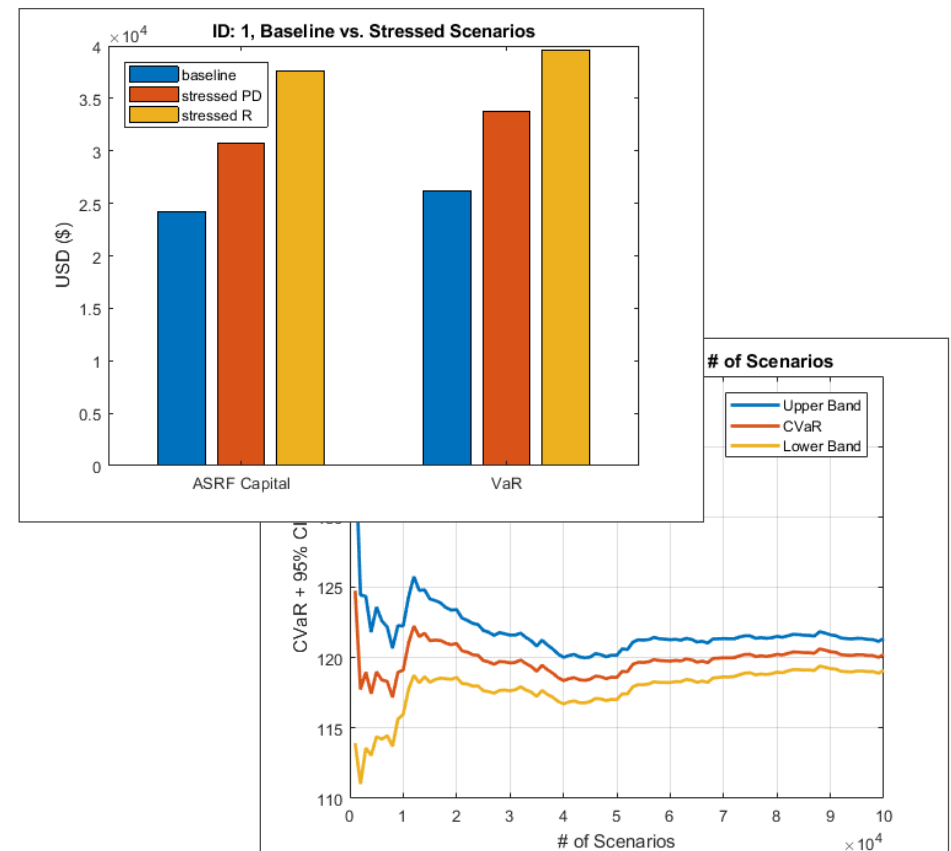 ID: 1, Baseline vs. Stressed Scenarios
×10⁴
4
3.5
3
2.5
2
1.5
1
0.5
0
USD ($)
baseline
stressed PD
stressed R
ASRF Capital
VaR
# of Scenarios
Upper Band
CVaR
Lower Band
CVaR + 95%
125
120
115
110
0 1 2 3 4 5 6 7 8 9 10
# of Scenarios
×10⁴